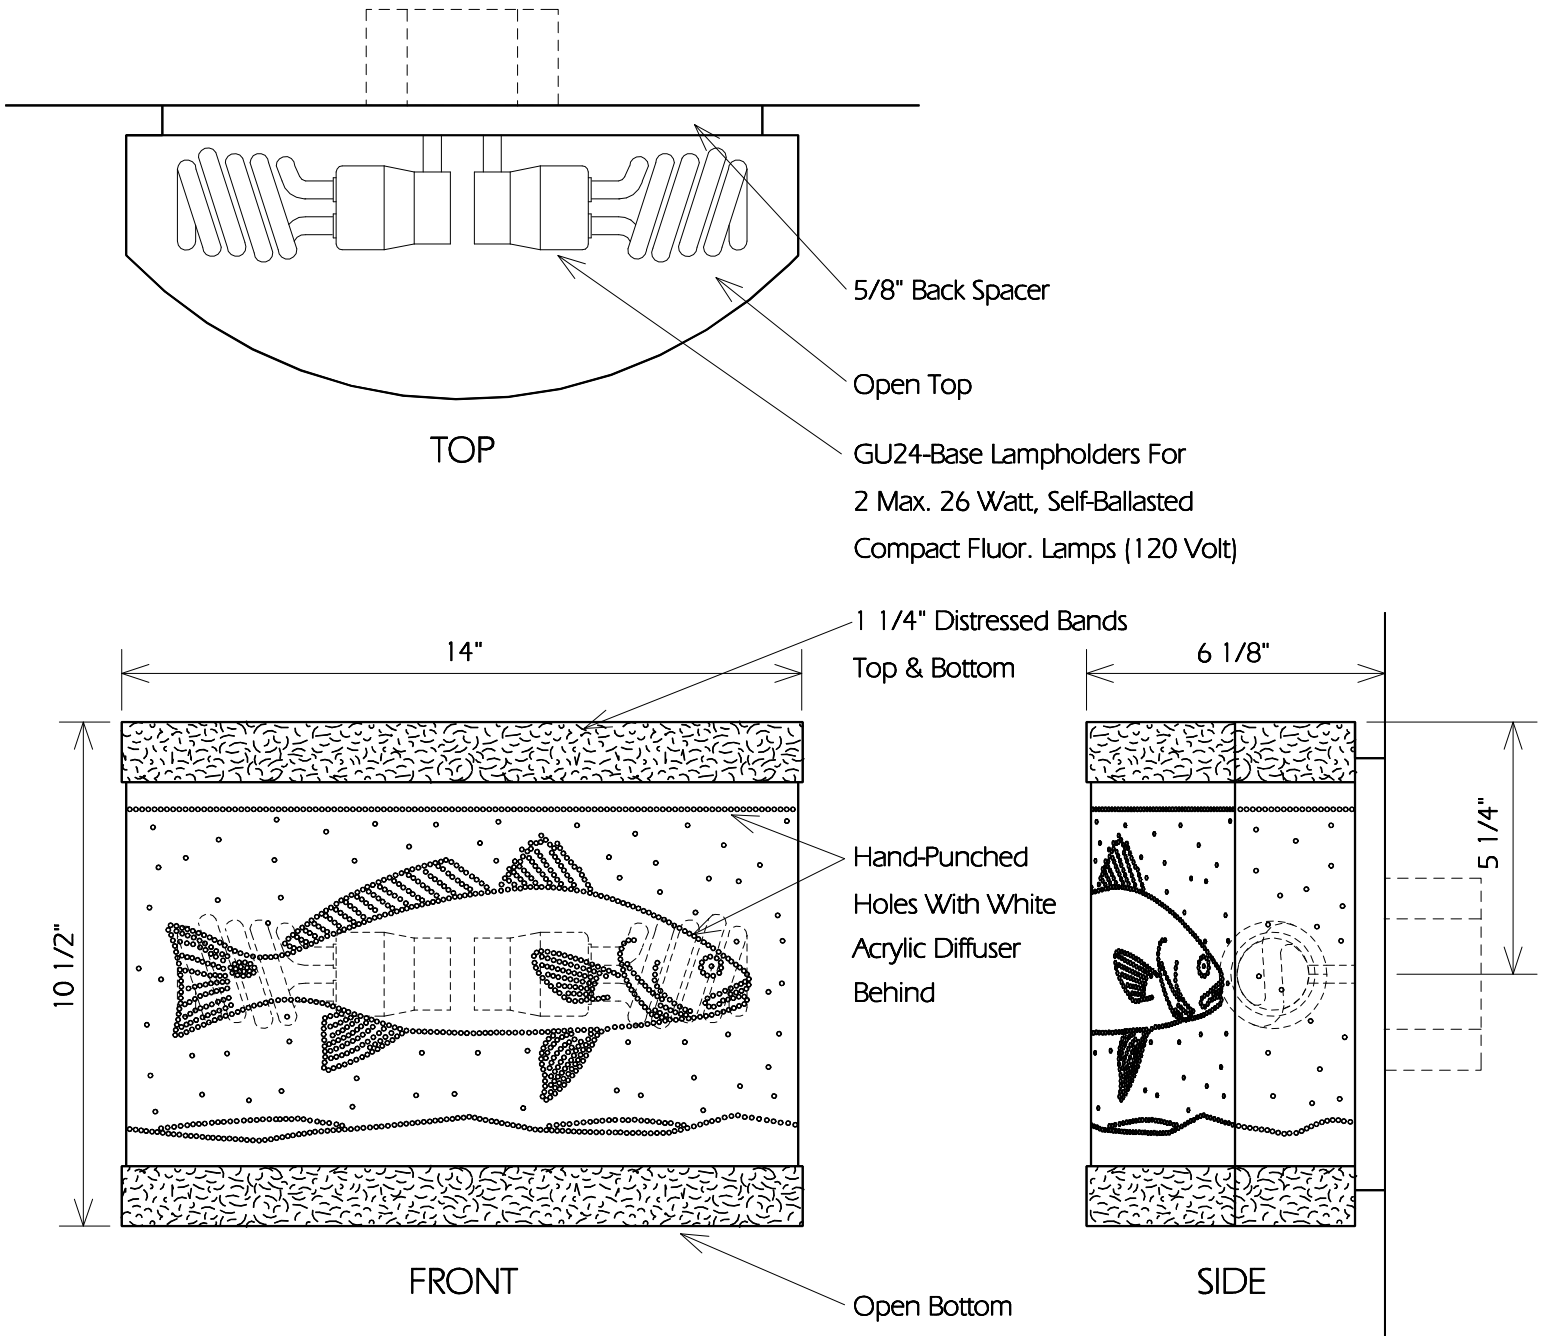 5/8" Back Spacer
Open Top
TOP
GU24-Base Lampholders For
2 Max. 26 Watt, Self-Ballasted
Compact Fluor. Lamps (120 Volt)
1 1/4" Distressed Bands
Top & Bottom
14"
6 1/8"
10 1/2"
5 1/4"
Hand-Punched
Holes With White
Acrylic Diffuser
Behind
FRONT
SIDE
Open Bottom